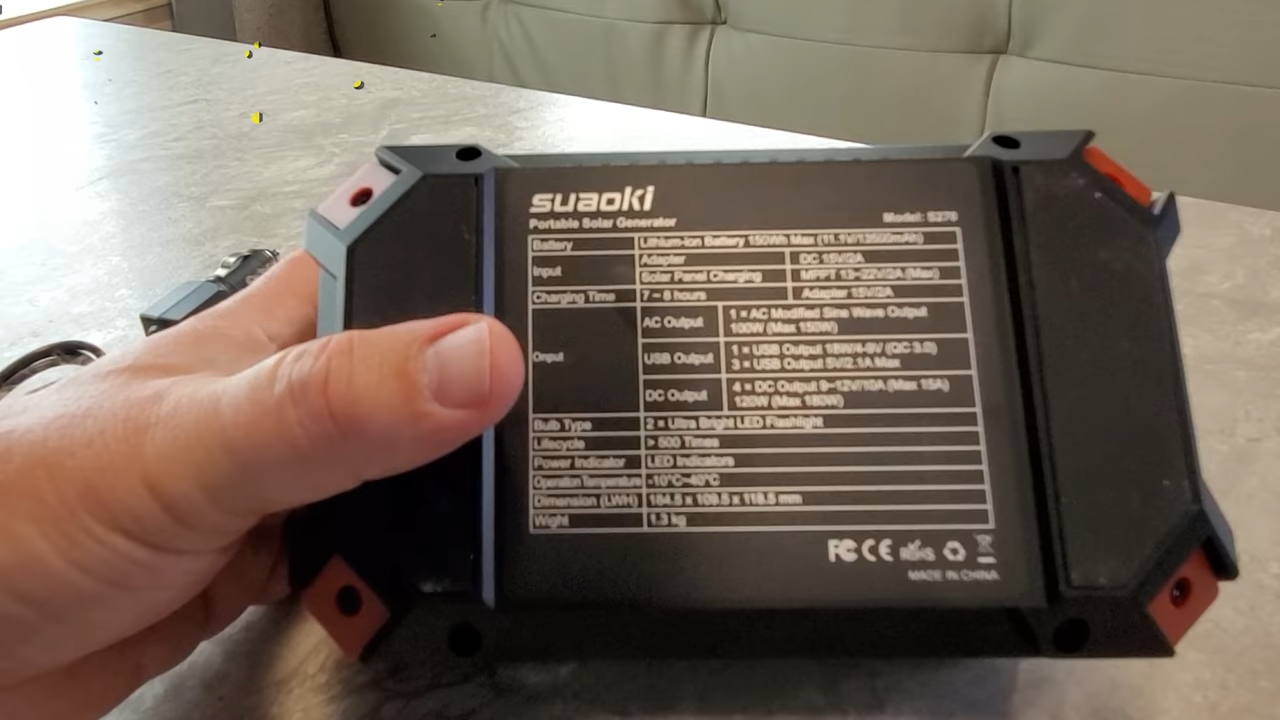 suaoki
Portable Solar Generator
Model: S270
Battery Lithium-ion Battery 150Wh Max (11.1V/13500mAh)
Input Adapter DC 15V/2A
Solar Panel Charging MPPT 13~22V/2A (Max)
Charging Time 7 ~ 8 hours Adapter 15V/2A
Onput AC Output 1 × AC Modified Sine Wave Output
100W (Max 150W)
USB Output 1 × USB Output 18W/4-9V (QC 3.0)
3 × USB Output 5V/2.1A Max
DC Output 4 × DC Output 9~12V/10A (Max 15A)
120W (Max 180W)
Bulb Type 2 × Ultra Bright LED Flashlight
Lifecycle > 500 Times
Power Indicator LED Indicators
Operation Temperature -10°C~40°C
Dimension (LWH) 184.5 x 109.5 x 118.5 mm
Wight 1.3 kg
FC CE RoHS
MADE IN CHINA